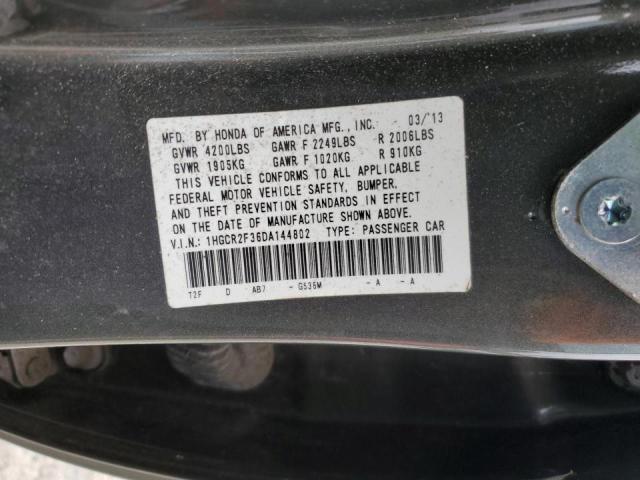 MFD. BY HONDA OF AMERICA MFG., INC. 03/13
GVWR 4200LBS GAWR F 2249LBS R 2006LBS
GVWR 1905KG GAWR F 1020KG R 910KG
THIS VEHICLE CONFORMS TO ALL APPLICABLE
FEDERAL MOTOR VEHICLE SAFETY, BUMPER,
AND THEFT PREVENTION STANDARDS IN EFFECT
ON THE DATE OF MANUFACTURE SHOWN ABOVE.
V.I.N.: 1HGCR2F36DA144802 TYPE: PASSENGER CAR
T2F D AB7 - G536M - A - A